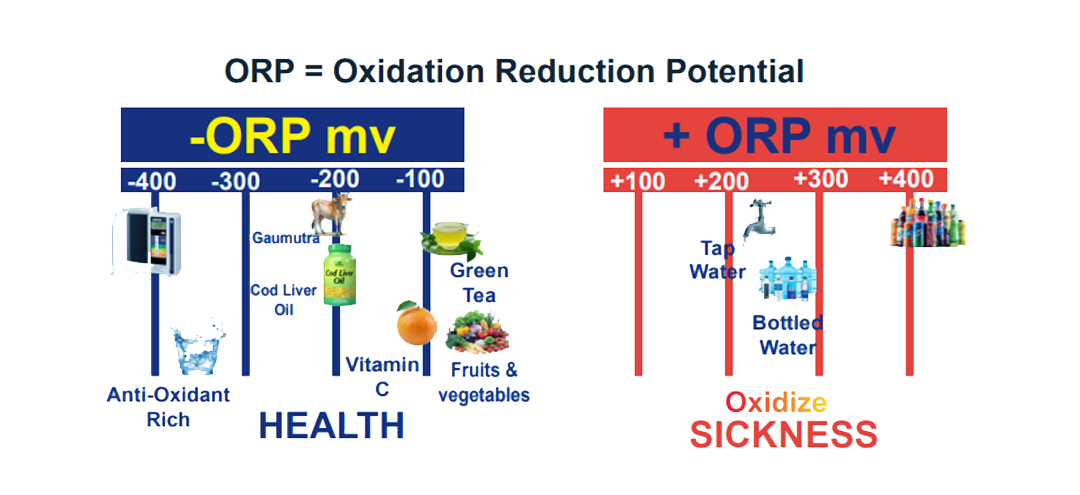 ORP = Oxidation Reduction Potential
-ORP mv
-400 -300 -200 -100
Gaumutra
Cod Liver
Oil
Cod Liver
Oil
Green
Tea
Vitamin
C
Fruits &
vegetables
Anti-Oxidant
Rich
HEALTH
+ ORP mv
+100 +200 +300 +400
Tap
Water
Bottled
Water
Oxidize
SICKNESS